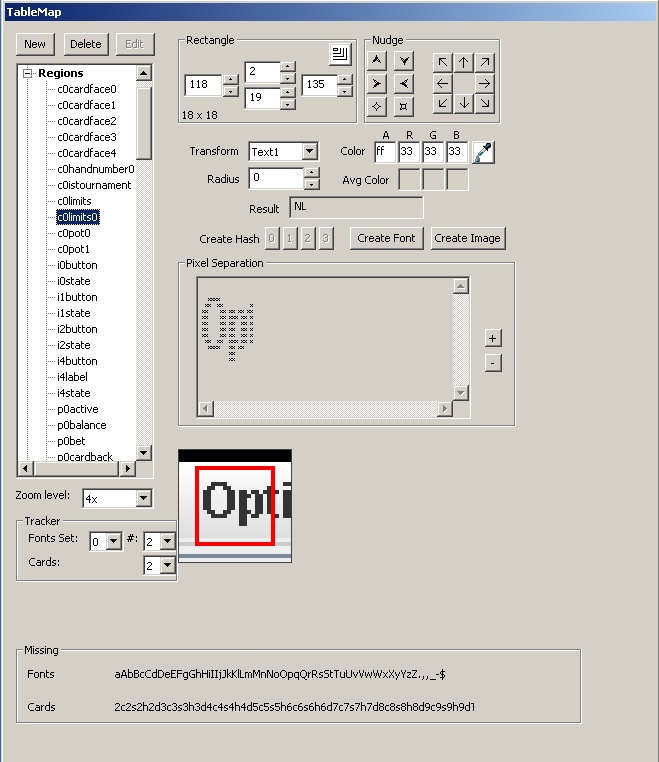 TableMap
New Delete Edit
Regions
c0cardface0
c0cardface1
c0cardface2
c0cardface3
c0cardface4
c0handnumber0
c0istournament
c0limits
c0limits0
c0pot0
c0pot1
i0button
i0state
i1button
i1state
i2button
i2state
i4button
i4label
i4state
p0active
p0balance
p0bet
p0cardback
Zoom level: 4x
Tracker
Fonts Set: 0 #: 2
Cards: 2
Rectangle
118 2 135
19
18 x 18
Nudge
Transform Text1
Radius 0
A R G B
Color ff 33 33 33
Avg Color
Result NL
Create Hash 0 1 2 3 Create Font Create Image
Pixel Separation
+
-
Opti
Missing
Fonts aAbBcCdDeEFgGhHiIIjJkKlLmMnNoOpqQrRsStTuUvVwWxXyYzZ.,,_-$
Cards 2c2s2h2d3c3s3h3d4c4s4h4d5c5s5h6c6s6h6d7c7s7h7d8c8s8h8d9c9s9h9d1